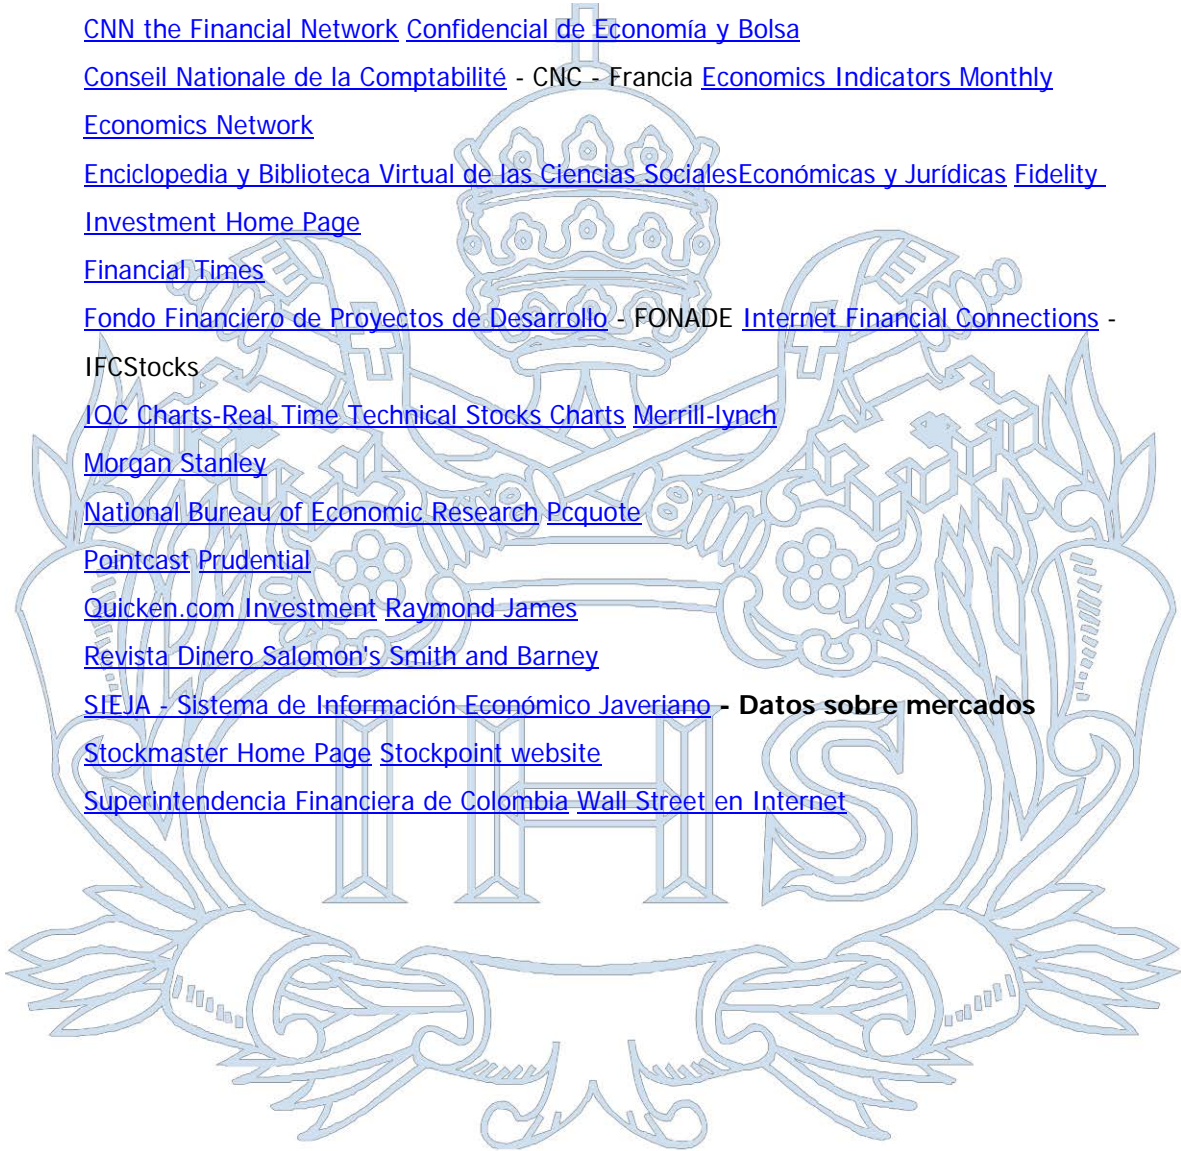 CNN the Financial Network Confidencial de Economía y Bolsa
Conseil Nationale de la Comptabilité - CNC - Francia Economics Indicators Monthly
Economics Network
Enciclopedia y Biblioteca Virtual de las Ciencias SocialesEconómicas y Jurídicas Fidelity
Investment Home Page
Financial Times
Fondo Financiero de Proyectos de Desarrollo - FONADE Internet Financial Connections -
IFCStocks
IQC Charts-Real Time Technical Stocks Charts Merrill-lynch
Morgan Stanley
National Bureau of Economic Research Pcquote
Pointcast Prudential
Quicken.com Investment Raymond James
Revista Dinero Salomon's Smith and Barney
SIEJA - Sistema de Información Económico Javeriano - Datos sobre mercados
Stockmaster Home Page Stockpoint website
Superintendencia Financiera de Colombia Wall Street en Internet
IHS